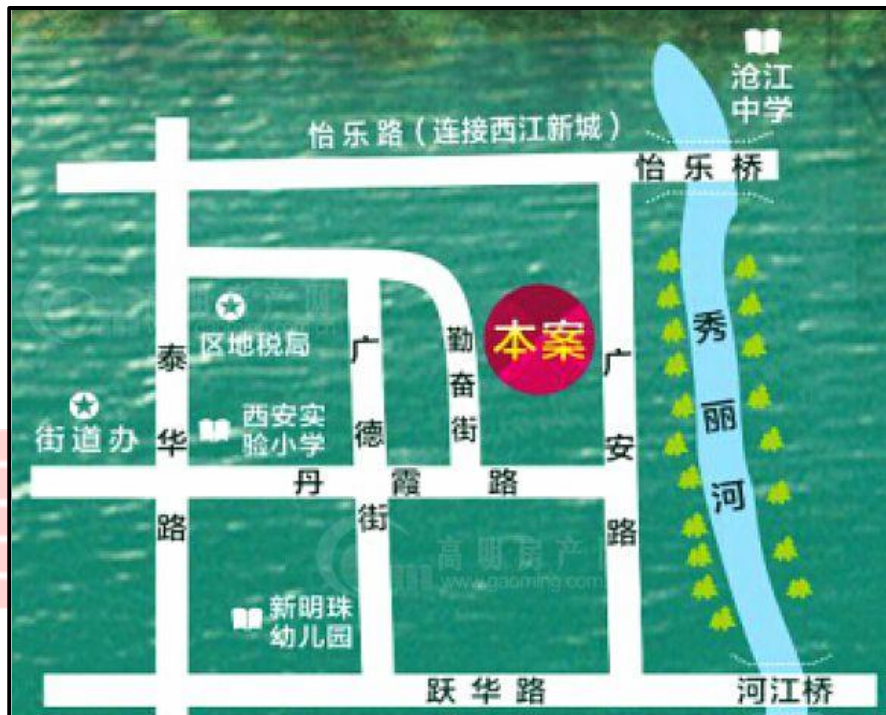 沧江
中学
怡乐路（连接西江新城）
怡乐桥
区地税局
本案
勤奋街
广德街
广安路
泰华路
秀丽河
街道办
西安实
验小学
丹霞路
高明房产
www.gaoming.com
新明珠
幼儿园
跃华路
河江桥